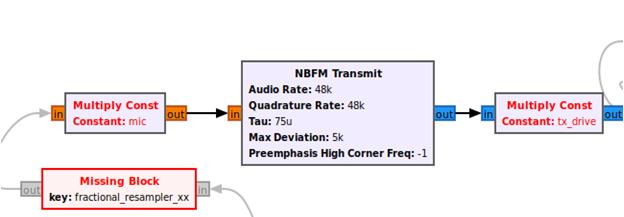 NBFM Transmit
Audio Rate: 48k
Quadrature Rate: 48k
Tau: 75u
Max Deviation: 5k
Preemphasis High Corner Freq: -1
in
out
in
Multiply Const
Constant: mic
out
in
out
in
Multiply Const
Constant: tx_drive
out
Missing Block
key: fractional_resampler_xx